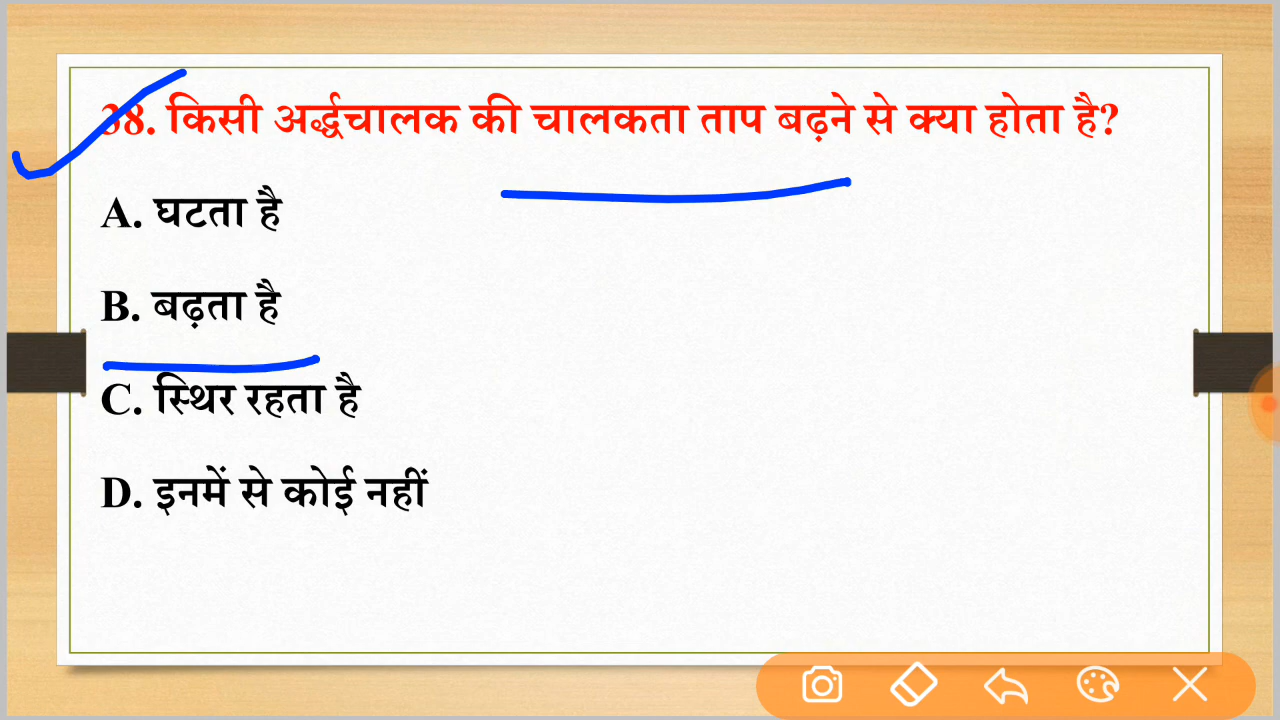 38. किसी अर्द्धचालक की चालकता ताप बढ़ने से क्या होता है?
A. घटता है
B. बढ़ता है
C. स्थिर रहता है
D. इनमें से कोई नहीं